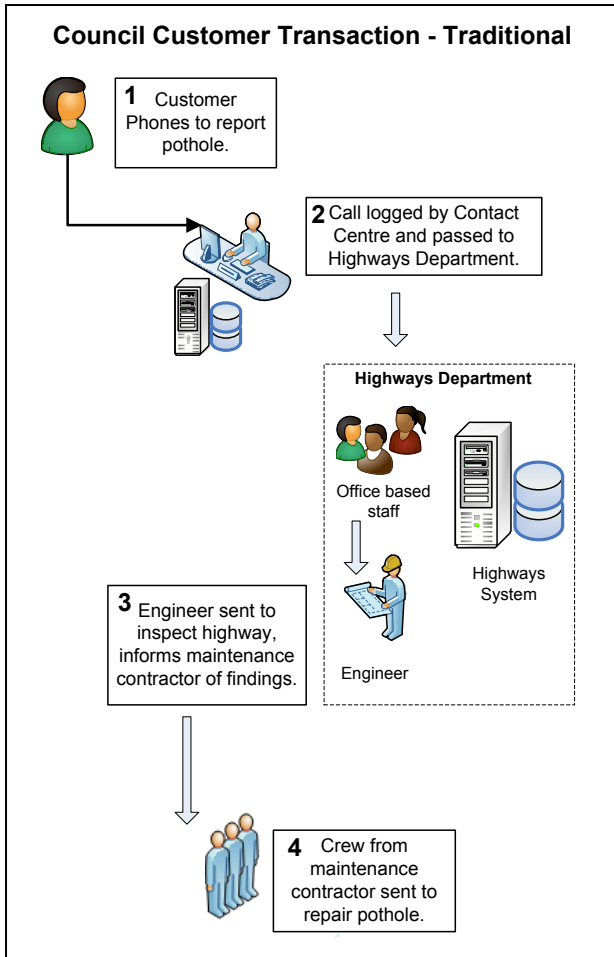 Council Customer Transaction - Traditional
1 Customer
Phones to report
pothole.
2 Call logged by Contact
Centre and passed to
Highways Department.
Highways Department
Office based
staff
Highways
System
Engineer
3 Engineer sent to
inspect highway,
informs maintenance
contractor of findings.
4 Crew from
maintenance
contractor sent to
repair pothole.